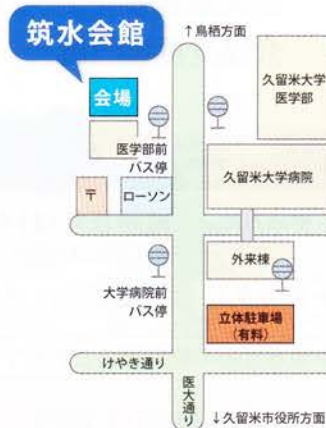 筑水会館
↑鳥栖方面
会場
久留米大学
医学部
医学部前
バス停
久留米大学病院
〒
ローソン
外来棟
大学病院前
バス停
立体駐車場
(有料)
けやき通り
医大通り
↓久留米市役所方面